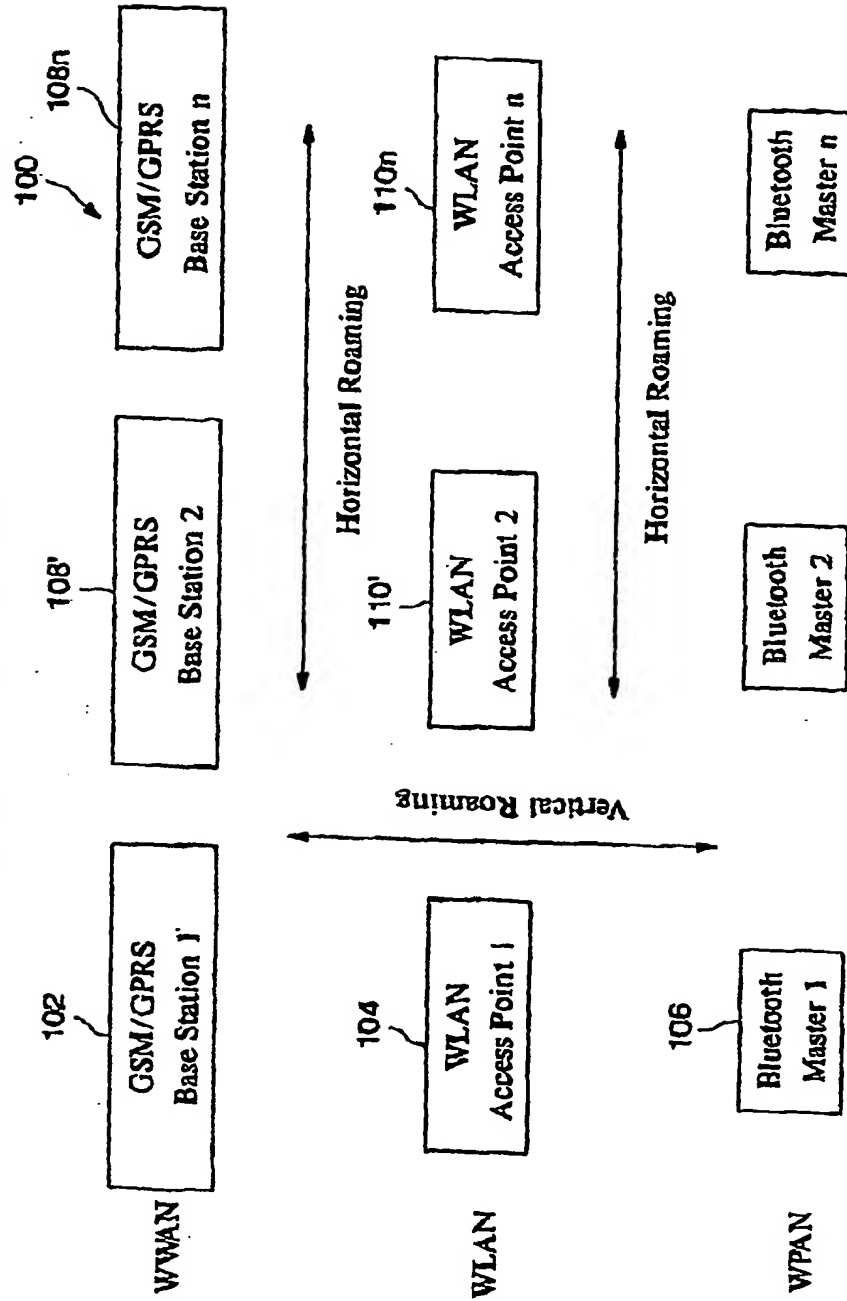 100
102
108'
108n
WWAN
GSM/GPRS
Base Station 1'
GSM/GPRS
Base Station 2
GSM/GPRS
Base Station n
Horizontal Roaming
Vertical Roaming
104
110'
110n
WLAN
WLAN
Access Point 1
WLAN
Access Point 2
WLAN
Access Point n
Horizontal Roaming
106
WPAN
Bluetooth
Master 1
Bluetooth
Master 2
Bluetooth
Master n